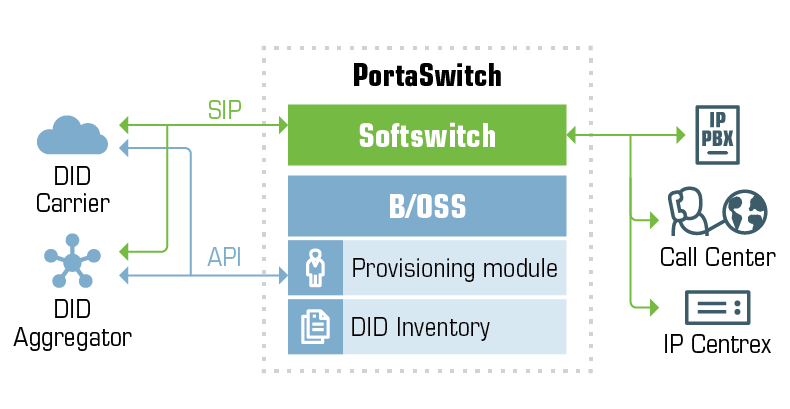 PortaSwitch
SIP
Softswitch
IP
PBX
DID
Carrier
B/OSS
Call Center
API
Provisioning module
DID
Aggregator
DID Inventory
IP Centrex